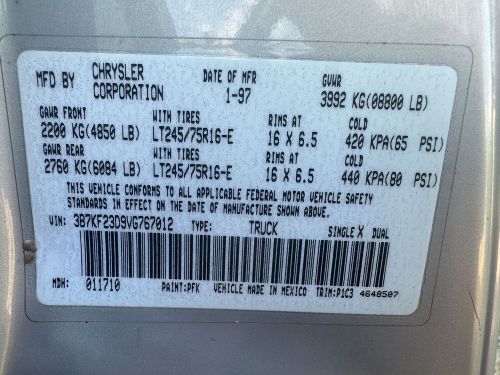 MFD BY CHRYSLER CORPORATION DATE OF MFR 1-97 GVWR 3992 KG(08800 LB)
GAWR FRONT WITH TIRES RIMS AT COLD
2200 KG(4850 LB) LT245/75R16-E 16 X 6.5 420 KPA(65 PSI)
GAWR REAR WITH TIRES RIMS AT COLD
2760 KG(6084 LB) LT245/75R16-E 16 X 6.5 440 KPA(80 PSI)
THIS VEHICLE CONFORMS TO ALL APPLICABLE FEDERAL MOTOR VEHICLE SAFETY
STANDARDS IN EFFECT ON THE DATE OF MANUFACTURE SHOWN ABOVE.
VIN: 3B7KF23D9VG767012 TYPE: TRUCK SINGLE X DUAL
MDH: 011710 PAINT:PFK VEHICLE MADE IN MEXICO TRIM:P1C3 4648507